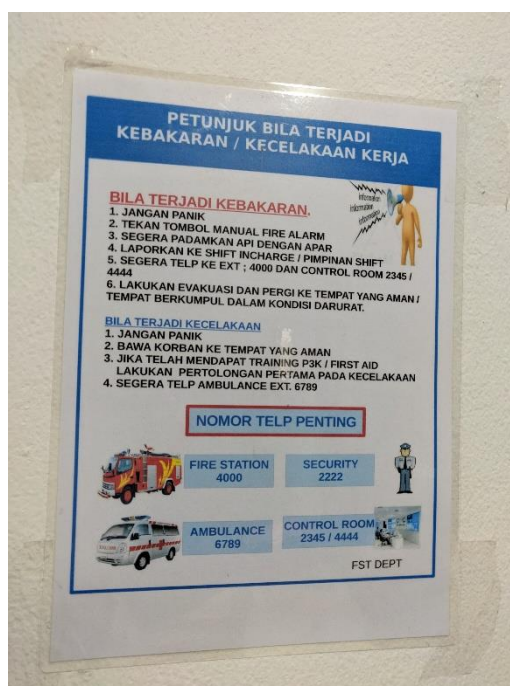 PETUNJUK BILA TERJADI
KEBAKARAN / KECELAKAAN KERJA
Information
Information
Information
BILA TERJADI KEBAKARAN.
1. JANGAN PANIK
2. TEKAN TOMBOL MANUAL FIRE ALARM
3. SEGERA PADAMKAN API DENGAN APAR
4. LAPORKAN KE SHIFT INCHARGE / PIMPINAN SHIFT
5. SEGERA TELP KE EXT ; 4000 DAN CONTROL ROOM 2345 /
4444
6. LAKUKAN EVAKUASI DAN PERGI KE TEMPAT YANG AMAN /
TEMPAT BERKUMPUL DALAM KONDISI DARURAT.
BILA TERJADI KECELAKAAN
1. JANGAN PANIK
2. BAWA KORBAN KE TEMPAT YANG AMAN
3. JIKA TELAH MENDAPAT TRAINING P3K / FIRST AID
LAKUKAN PERTOLONGAN PERTAMA PADA KECELAKAAN
4. SEGERA TELP AMBULANCE EXT. 6789
NOMOR TELP PENTING
FIRE STATION
4000
SECURITY
2222
AMBULANCE
6789
CONTROL ROOM
2345 / 4444
FST DEPT